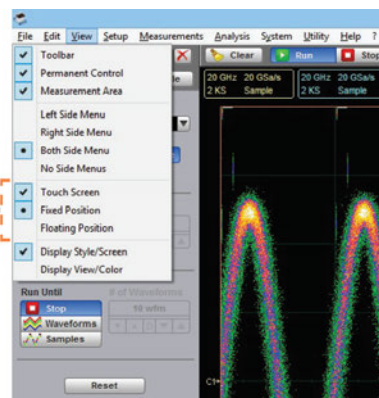 File Edit View Setup Measurements Analysis System Utility Help ?
Toolbar
Permanent Control
Measurement Area
Left Side Menu
Right Side Menu
Both Side Menu
No Side Menus
Touch Screen
Fixed Position
Floating Position
Display Style/Screen
Display View/Color
Run Until
# of Waveforms
Stop
10 wfm
Waveforms
Samples
Reset
Clear Run Stop
20 GHz 20 GSa/s
2 KS Sample
20 GHz 20 GSa/s
2 KS Sample
C1